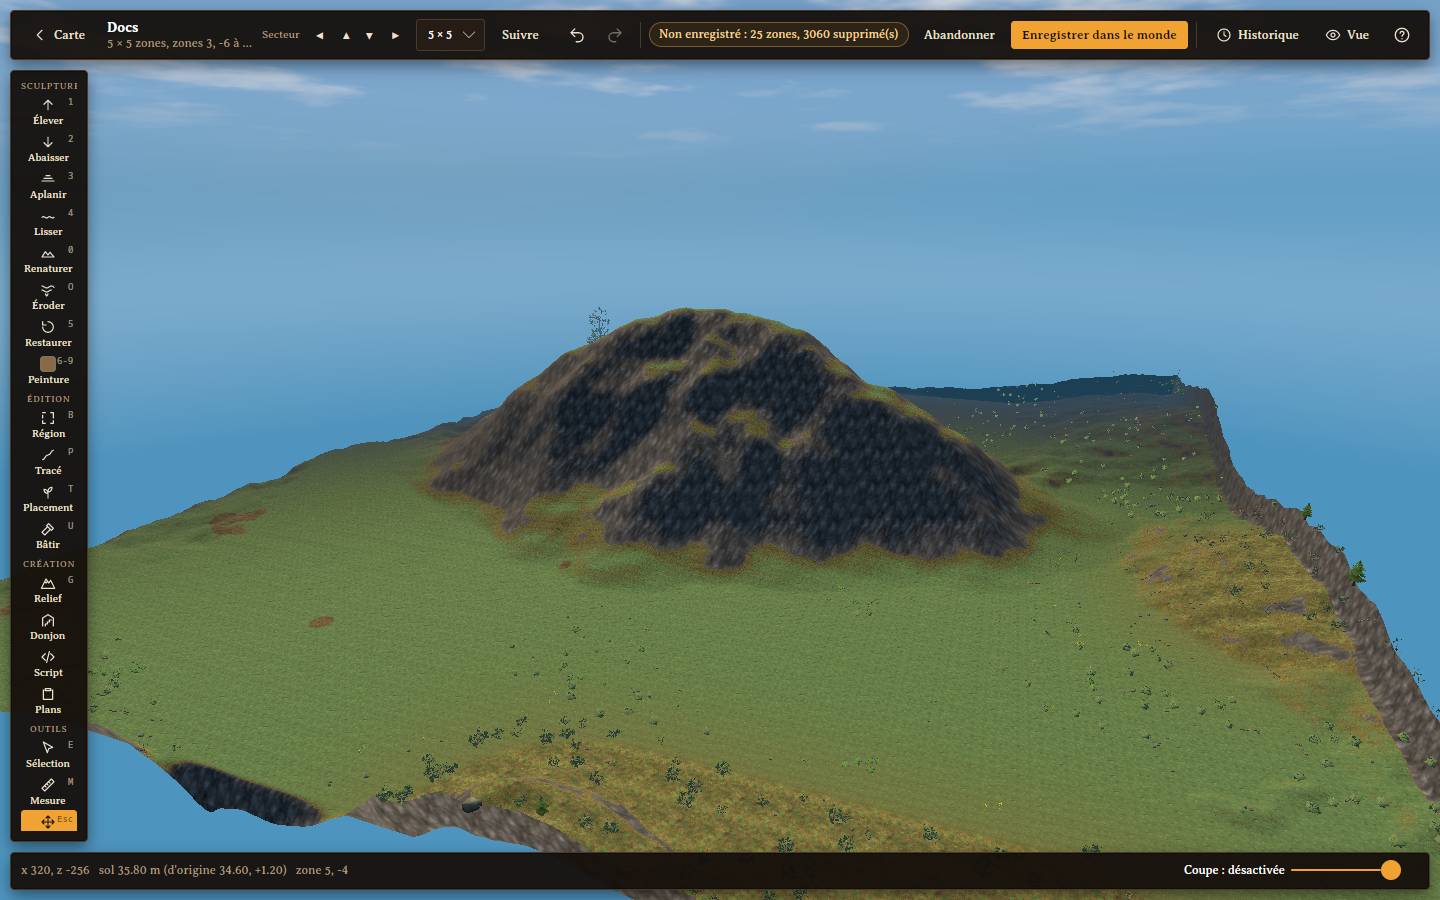 Carte
Docs
5 × 5 zones, zones 3, -6 à ...
Secteur
5 × 5
Suivre
Non enregistré : 25 zones, 3060 supprimé(s)
Abandonner
Enregistrer dans le monde
Historique
Vue
SCULPTURE
1
Élever
2
Abaisser
3
Aplanir
4
Lisser
0
Renaturer
O
Éroder
5
Restaurer
6-9
Peinture
ÉDITION
B
Région
P
Tracé
T
Placement
U
Bâtir
CRÉATION
G
Relief
Donjon
Script
Plans
OUTILS
E
Sélection
M
Mesure
Esc
x 320, z -256 sol 35.80 m (d'origine 34.60, +1.20) zone 5, -4
Coupe : désactivée